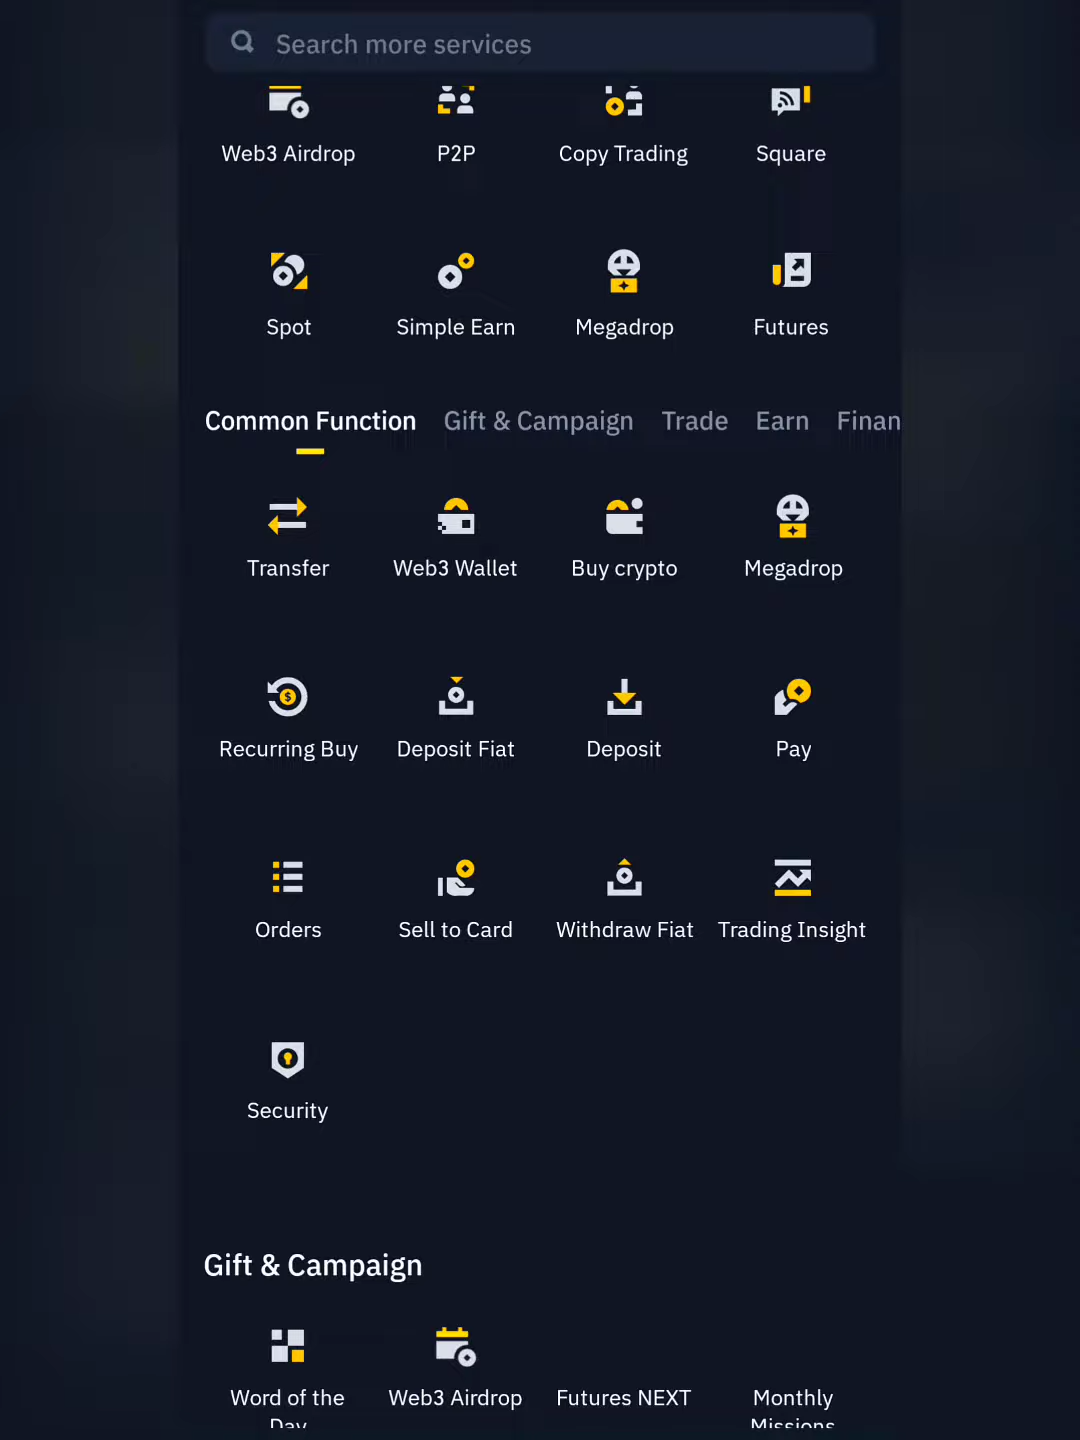 Search more services
Web3 Airdrop P2P Copy Trading Square
Spot Simple Earn Megadrop Futures
Common Function Gift & Campaign Trade Earn Finan
Transfer Web3 Wallet Buy crypto Megadrop
Recurring Buy Deposit Fiat Deposit Pay
Orders Sell to Card Withdraw Fiat Trading Insight
Security
Gift & Campaign
Word of the Web3 Airdrop Futures NEXT Monthly
Day Missions